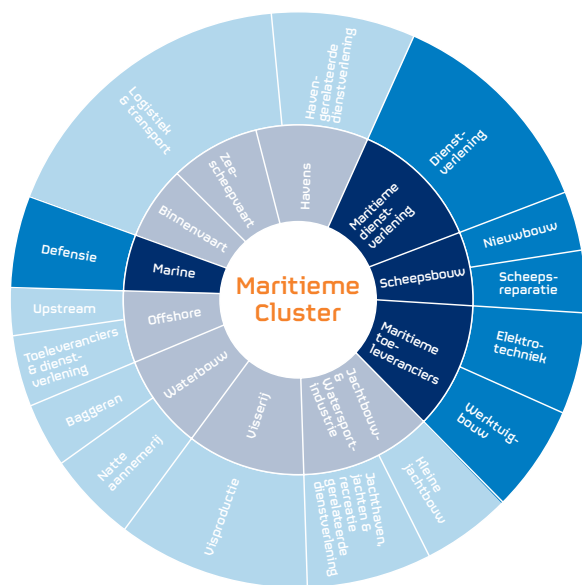 Maritieme
Cluster
Havens
Maritieme
dienst-
verlening
Scheepsbouw
Maritieme
toe-
leveranciers
Jachtbouw-
&
Watersport-
industrie
Visserij
Waterbouw
Offshore
Marine
Binnenvaart
Zee-
scheepvaart
Haven-
gerelateerde
dienstverlening
Dienst-
verlening
Nieuwbouw
Scheeps-
reparatie
Elektro-
techniek
Werktuig-
bouw
Kleine
jachtbouw
Jachthaven,
recreatie
jachten &
gerelateerde
dienstverlening
Visproductie
Natte
aannemerij
Baggeren
Toeleveranciers
& dienst-
verlening
Upstream
Defensie
Logistiek
& transport